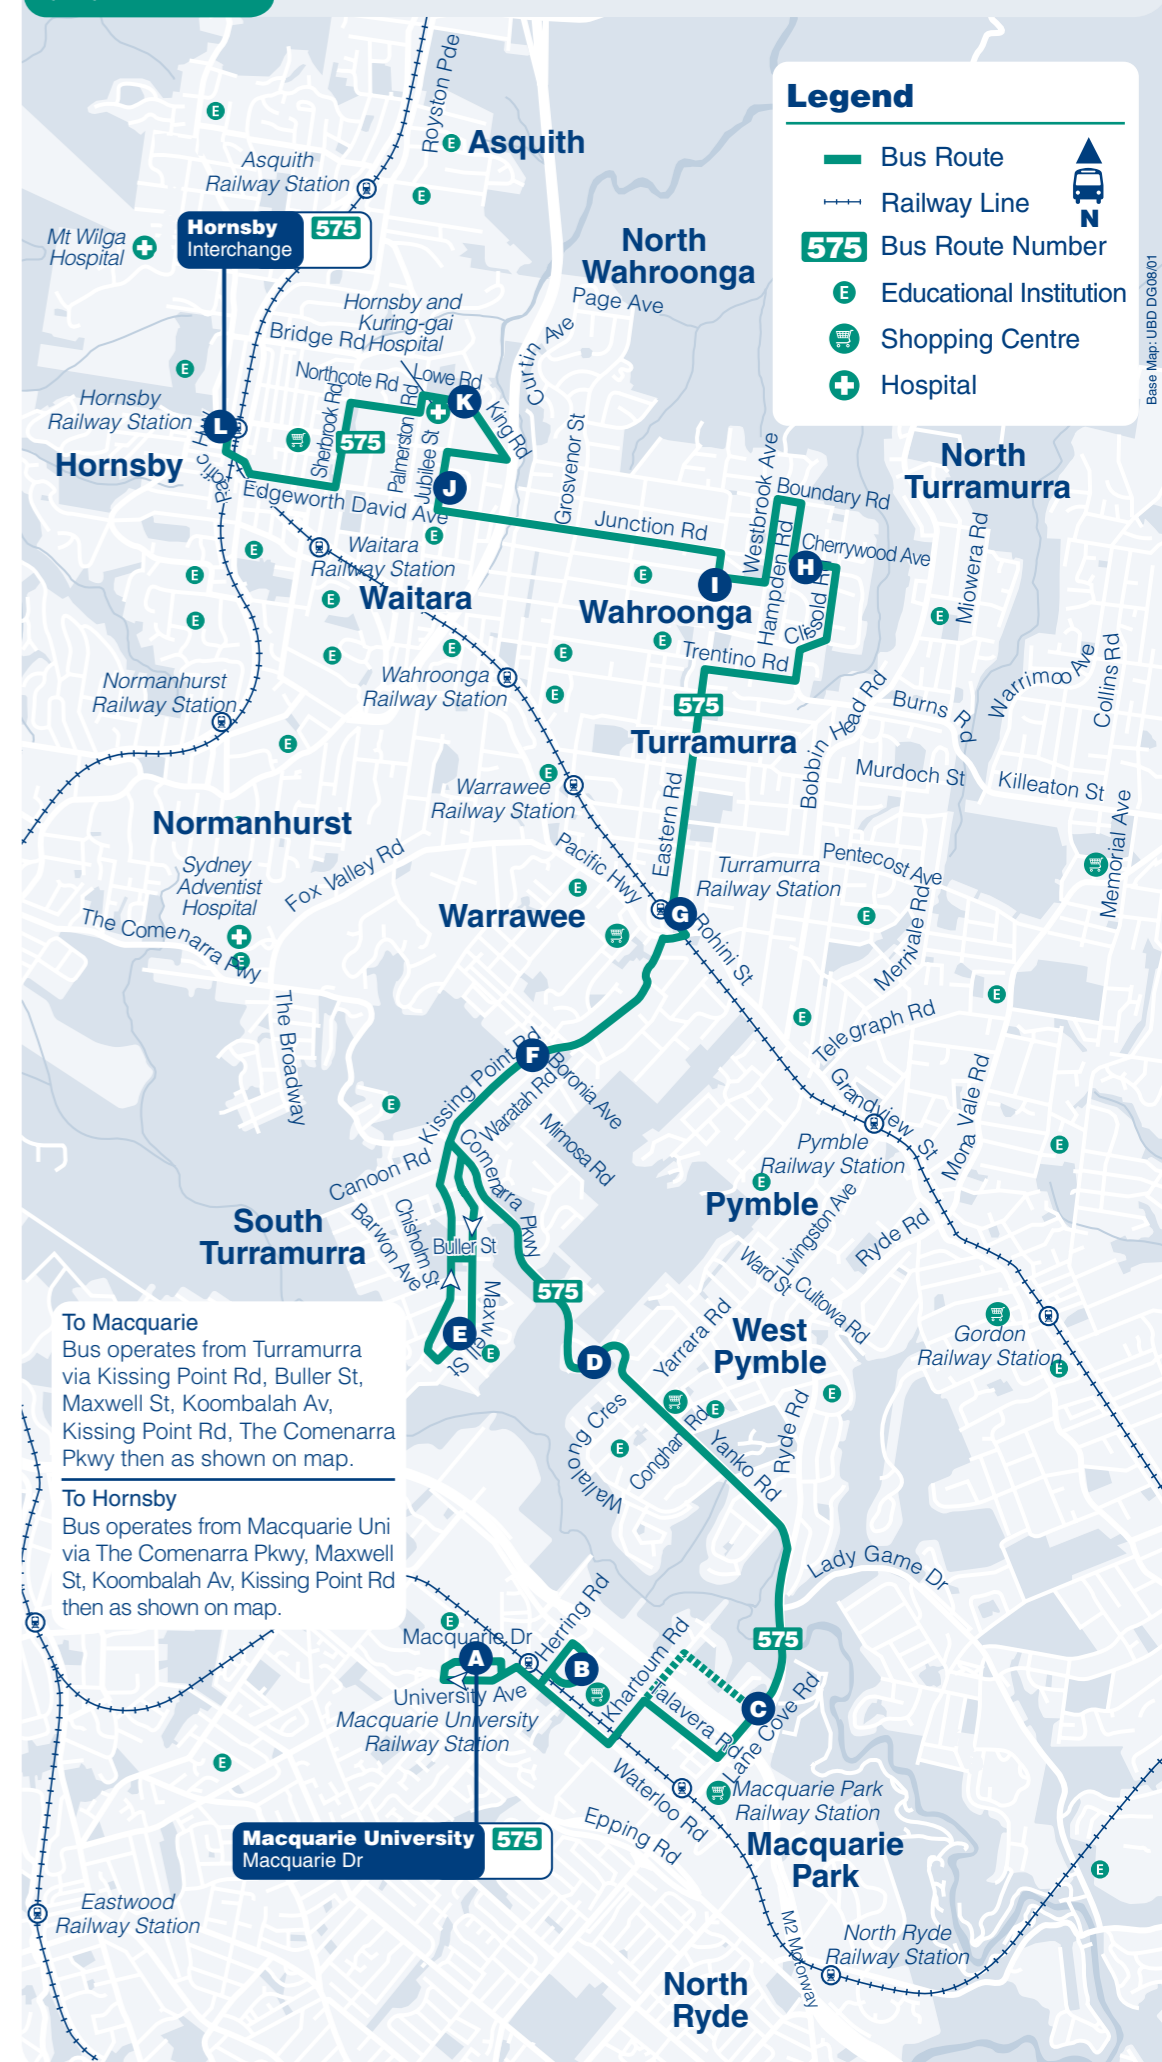 Royston Pde
E
E
Asquith
Asquith
Railway Station
E
Mt Wilga
Hospital
Hornsby
Interchange
575
Legend
Bus Route
Railway Line
N
575
Bus Route Number
E
Educational Institution
Shopping Centre
Hospital
Base Map: UBD DG08/01
North
Wahroonga
Page Ave
Curtin Ave
Hornsby and
Kuring-gai
Hospital
Bridge Rd
Northcote Rd
Lowe Rd
K
King Rd
E
Hornsby
Railway Station
L
Hornsby
Pacific Hwy
Sherbrook Rd
575
Palmerston Rd
Jubilee St
J
Edgeworth David Ave
Grosvenor St
Junction Rd
Westbrook Ave
Boundary Rd
North
Turramurra
Hampden Rd
Cherrywood Ave
H
Clissold Rd
Miowera Rd
I
Wahroonga
Waitara
Railway Station
Waitara
Trentino Rd
Wahroonga
Railway Station
Normanhurst
Railway Station
575
Turramurra
Bobbin Head Rd
Burns Rd
Warrimoo Ave
Collins Rd
Murdoch St
Killeaton St
Memorial Ave
Warrawee
Railway Station
Normanhurst
Sydney
Adventist
Hospital
Fox Valley Rd
Pacific Hwy
Eastern Rd
Turramurra
Railway Station
Pentecost Ave
Merrivale Rd
Warrawee
G
Rohini St
The Comenarra Pwy
The Broadway
Telegraph Rd
Kissing Point Rd
F
Boronia Ave
Waratah Rd
Mimosa Rd
Grandview St
Mona Vale Rd
Pymble
Railway Station
Pymble
Canoon Rd
Comenarra Pkwy
South
Turramurra
Barwon Ave
Chisholm St
Buller St
Maxwell St
E
575
D
Livingston Ave
Ward St
Cultowa Rd
Ryde Rd
Yarrara Rd
West
Pymble
Gordon
Railway Station
To Macquarie
Bus operates from Turramurra
via Kissing Point Rd, Buller St,
Maxwell St, Koombalah Av,
Kissing Point Rd, The Comenarra
Pkwy then as shown on map.
To Hornsby
Bus operates from Macquarie Uni
via The Comenarra Pkwy, Maxwell
St, Koombalah Av, Kissing Point Rd
then as shown on map.
Wallalong Cres
Conghan Rd
Yanko Rd
Ryde Rd
Lady Game Dr
575
Macquarie Dr
A
Herring Rd
B
Khartoum Rd
Talavera Rd
C
Lane Cove Rd
University Ave
Macquarie University
Railway Station
Waterloo Rd
Epping Rd
Macquarie Park
Railway Station
Macquarie
Park
Macquarie University
Macquarie Dr
575
Eastwood
Railway Station
M2 Motorway
North Ryde
Railway Station
North
Ryde